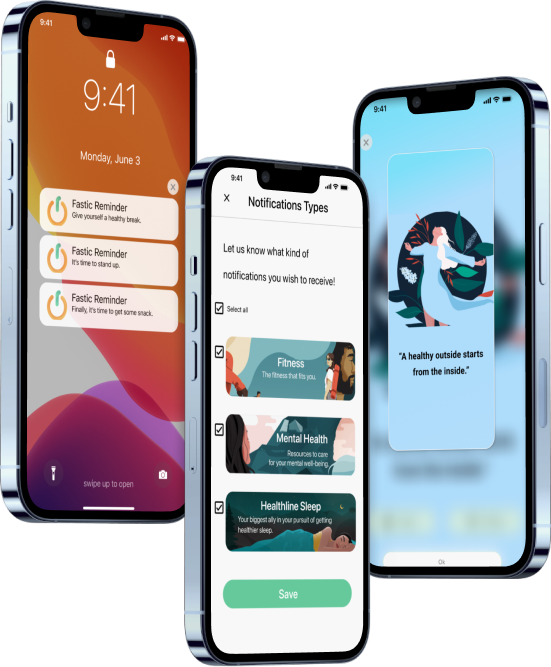 9:41
9:41
Monday, June 3
Fastic Reminder
Give yourself a healthy break.
Fastic Reminder
It's time to stand up.
Fastic Reminder
Finally, it's time to get some snack.
swipe up to open
9:41
Notifications Types
Let us know what kind of
notifications you wish to receive!
Select all
Fitness
The fitness that fits you.
Mental Health
Resources to care
for your mental well-being
Healthline Sleep
Your biggest ally in your pursuit of getting
healthier sleep.
Save
9:41
"A healthy outside starts
from the inside."
Ok